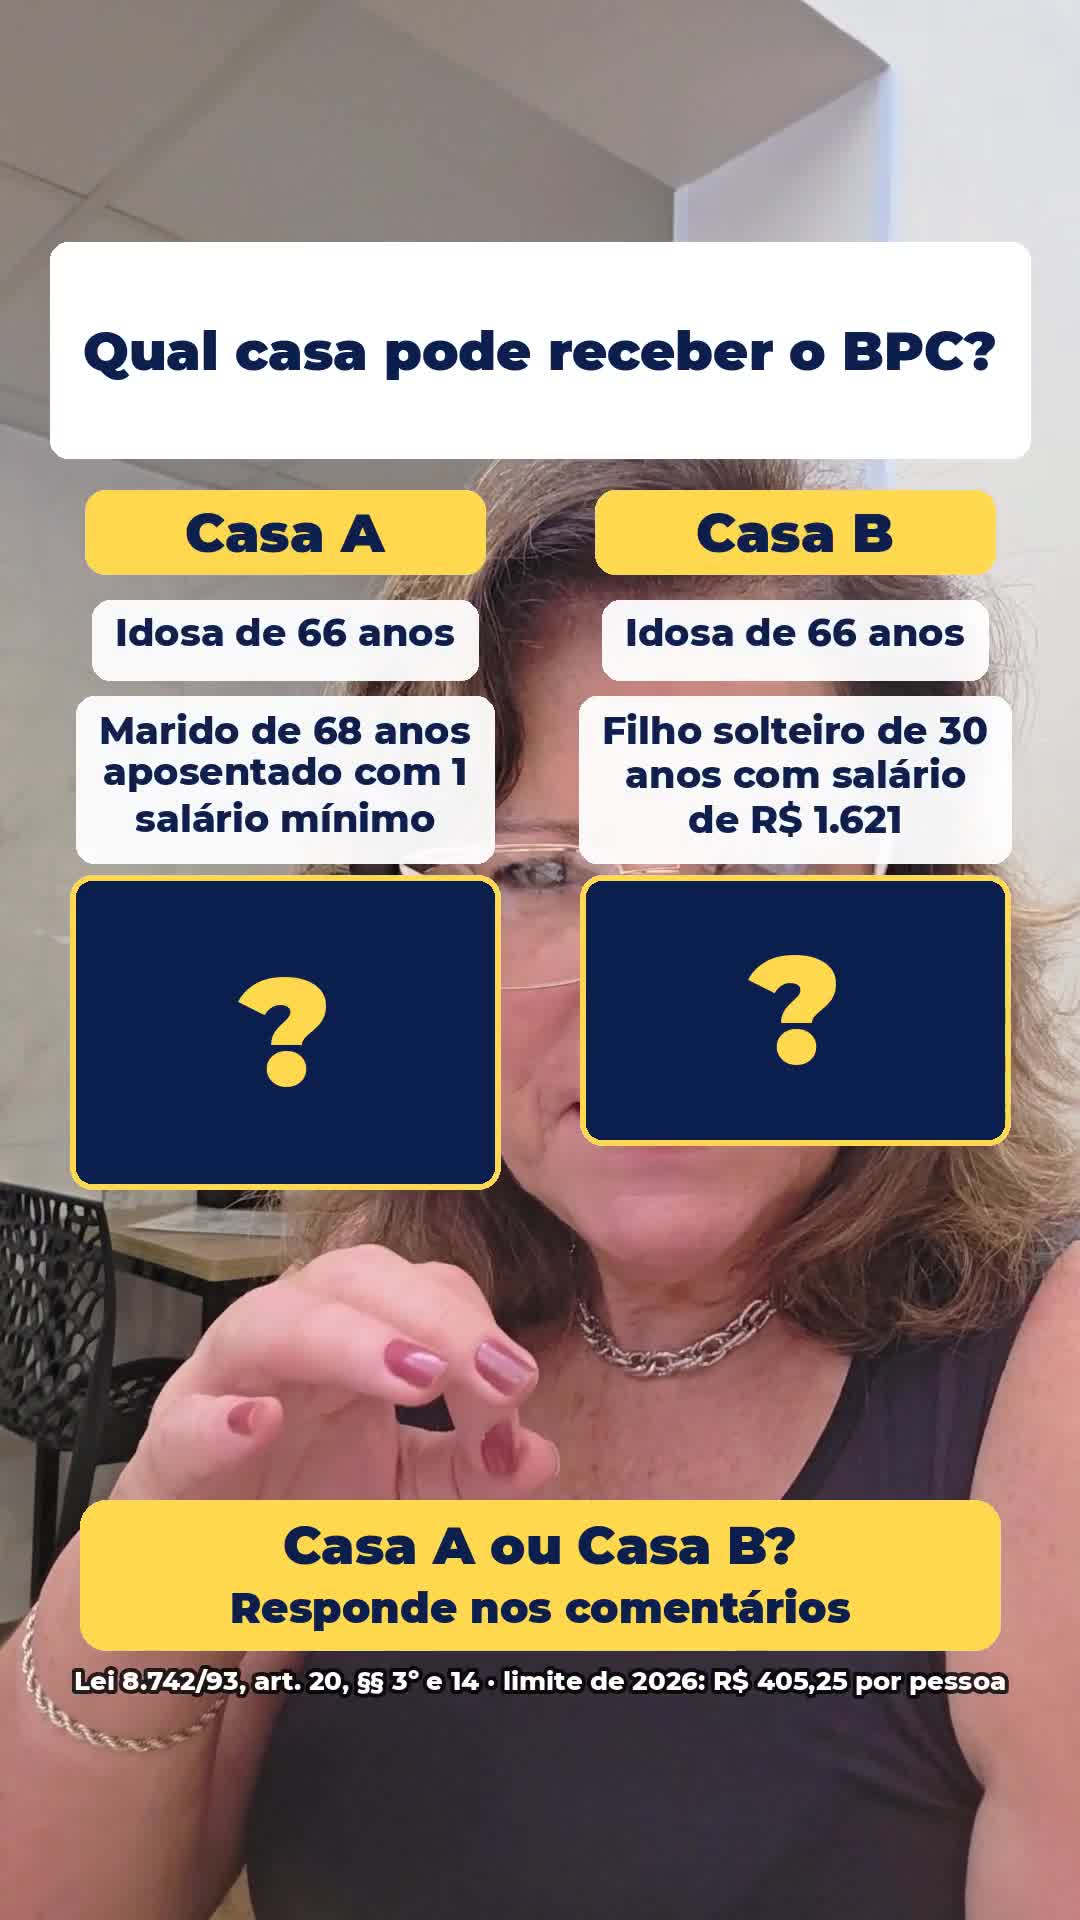 Qual casa pode receber o BPC?
Casa A
Idosa de 66 anos
Marido de 68 anos
aposentado com 1
salário mínimo
?
Casa B
Idosa de 66 anos
Filho solteiro de 30
anos com salário
de R$ 1.621
?
Casa A ou Casa B?
Responde nos comentários
Lei 8.742/93, art. 20, §§ 3º e 14 · limite de 2026: R$ 405,25 por pessoa